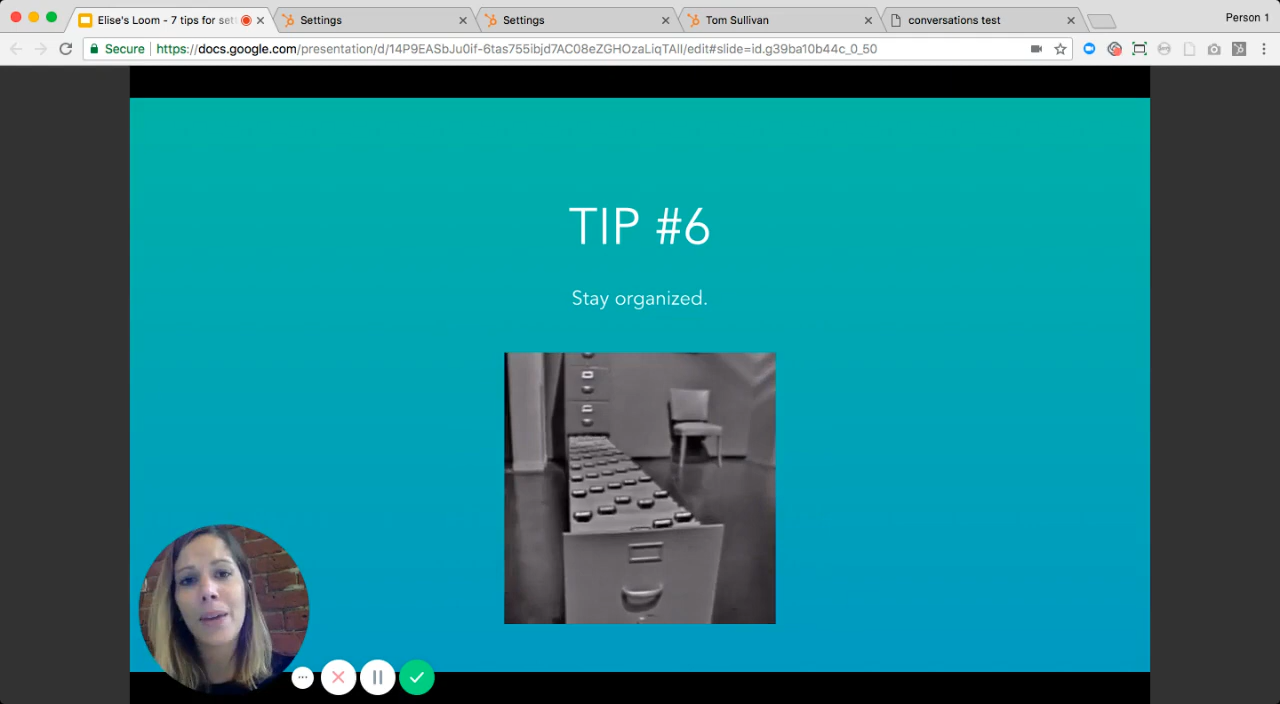 Elise's Loom - 7 tips for set
Settings
Settings
Tom Sullivan
conversations test
Person 1
Secure
https://docs.google.com/presentation/d/14P9EASbJu0if-6tas755ibjd7AC08eZGHOzaLiqTAlI/edit#slide=id.g39ba10b44c_0_50
TIP #6
Stay organized.